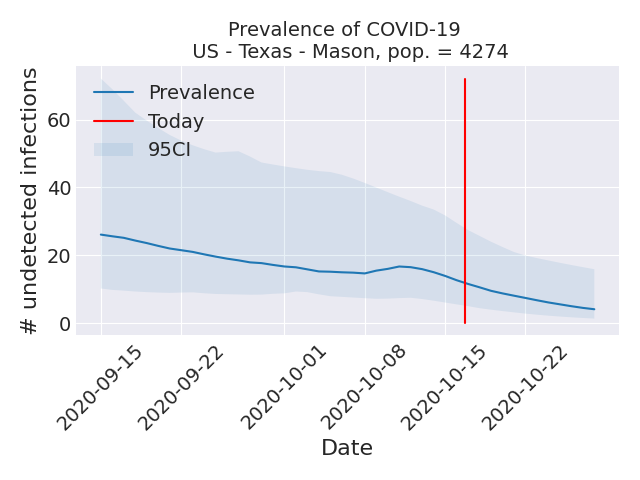 Prevalence of COVID-19
US - Texas - Mason, pop. = 4274
# undetected infections
60
40
20
0
Prevalence
Today
95CI
2020-09-15
2020-09-22
2020-10-01
2020-10-08
2020-10-15
2020-10-22
Date